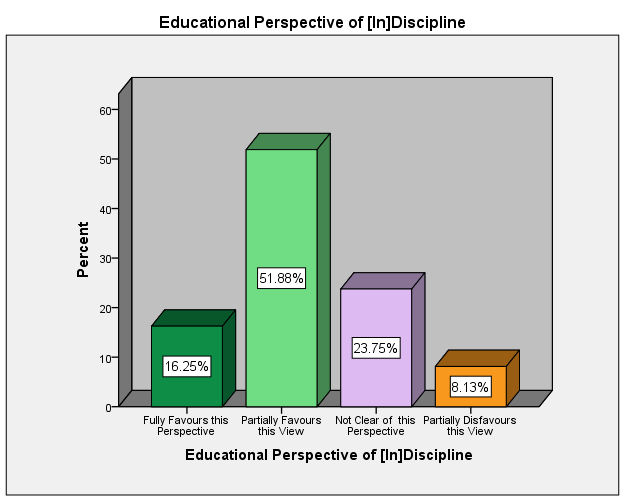 Educational Perspective of [In]Discipline
Percent
60
50
40
30
20
10
0
16.25%
51.88%
23.75%
8.13%
Fully Favours this
Perspective
Partially Favours
this View
Not Clear of this
Perspective
Partially Disfavours
this View
Educational Perspective of [In]Discipline